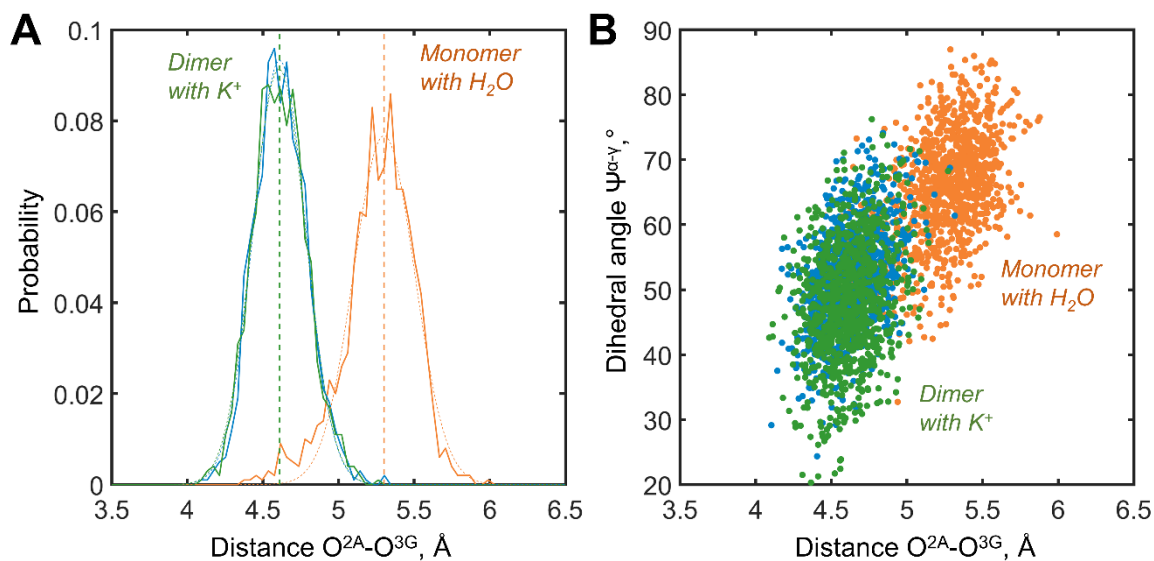 A
B
Dimer
with K⁺
Monomer
with H₂O
Probability
0.1
0.08
0.06
0.04
0.02
0
3.5 4 4.5 5 5.5 6 6.5
Distance O²ᴬ-O³ᴳ, Å
Dihedral angle Ψᵅ⁻ᵞ,°
90
80
70
60
50
40
30
20
Monomer
with H₂O
Dimer
with K⁺
3.5 4 4.5 5 5.5 6 6.5
Distance O²ᴬ-O³ᴳ, Å